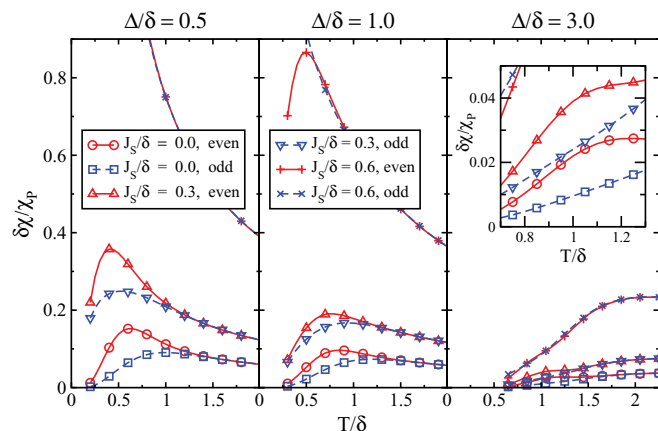 Δ/δ = 0.5
Δ/δ = 1.0
Δ/δ = 3.0
δχ/χP
0.8
0.6
0.4
0.2
0
J_S/δ = 0.0, even
J_S/δ = 0.0, odd
J_S/δ = 0.3, even
J_S/δ = 0.3, odd
J_S/δ = 0.6, even
J_S/δ = 0.6, odd
δχ/χP
0.04
0.02
0
0.8 1 1.2
T/δ
0 0.5 1 1.5 0 0.5 1 1.5 0 0.5 1 1.5 2
T/δ